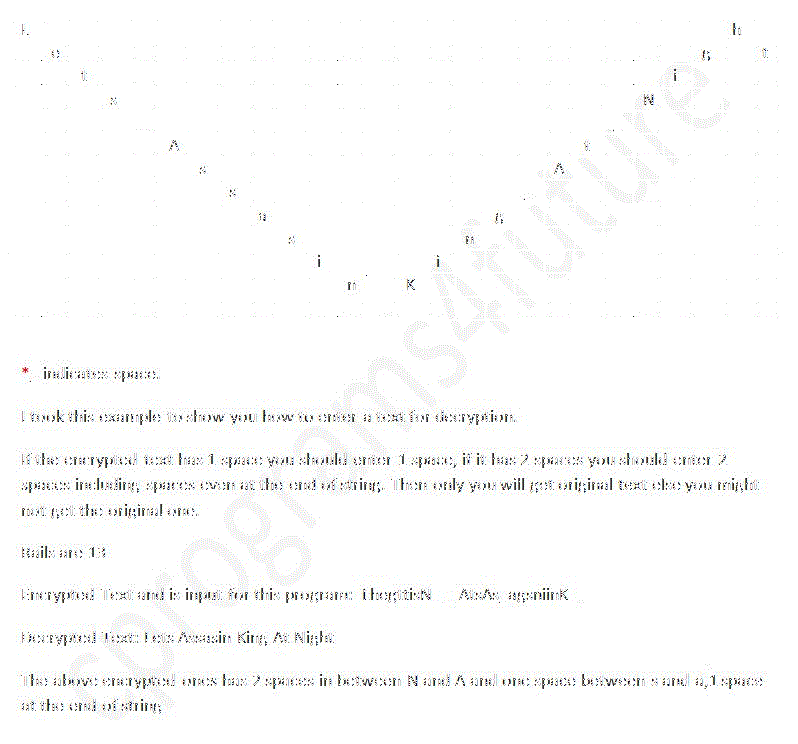 L h
e g t
t i
s N
A t
s A
s
a g
s n
i i
n K
*_ indicates space.
I took this example to show you how to enter a text for decryption.
If the encrypted text has 1 space you should enter 1 space, if it has 2 spaces you should enter 2
spaces including spaces even at the end of string. Then only you will get original text else you might
not get the original one.
Rails are 13
Encrypted Text and is input for this program: LhegttisN__AtsAs_agsniinK_
Decrypted Text: Lets Assasin King At Night
The above encrypted ones has 2 spaces in between N and A and one space between s and a,1 space
at the end of string
cprograms4future